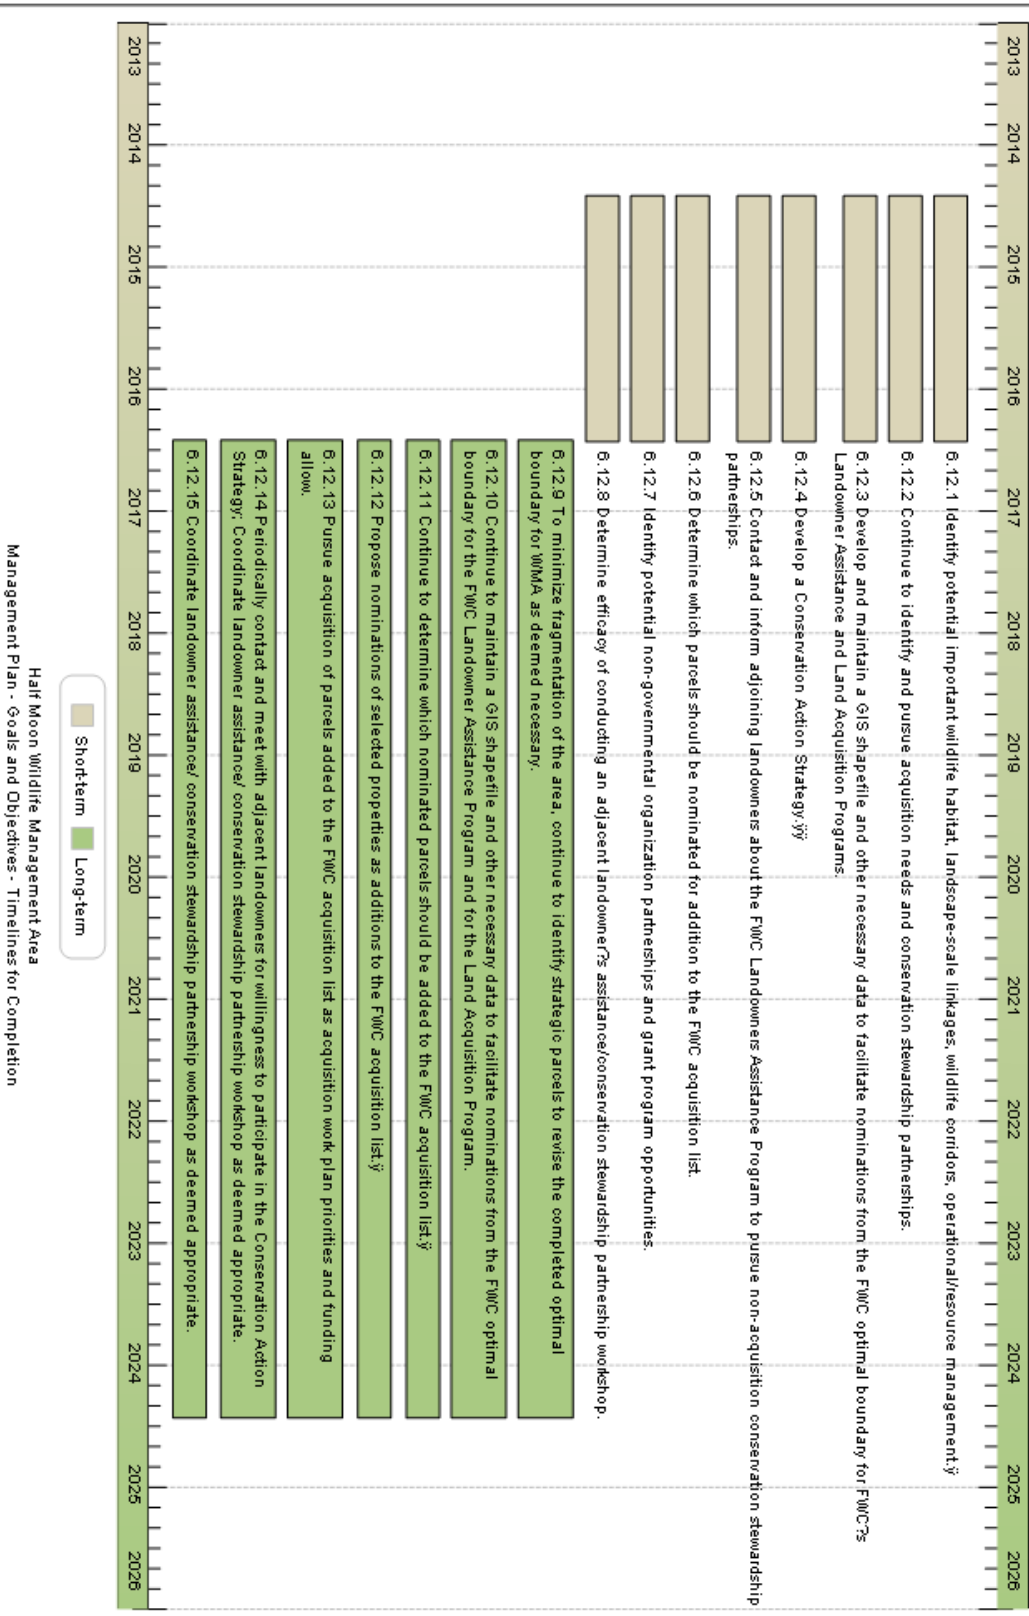 2013 2014 2015 2016 2017 2018 2019 2020 2021 2022 2023 2024 2025 2026
6.12.1 Identify potential important wildlife habitat, landscape-scale linkages, wildlife corridors, operational/resource management.ÿ
6.12.2 Continue to identify and pursue acquisition needs and conservation stewardship partnerships.
6.12.3 Develop and maintain a GIS shapefile and other necessary data to facilitate nominations from the FWC optimal boundary for FWC?s
Landowner Assistance and Land Acquisition Programs.
6.12.4 Develop a Conservation Action Strategy.ÿÿ
6.12.5 Contact and inform adjoining landowners about the FWC Landowners Assistance Program to pursue non-acquisition conservation stewardship
partnerships.
6.12.6 Determine which parcels should be nominated for addition to the FWC acquisition list.
6.12.7 Identify potential non-governmental organization partnerships and grant program opportunities.
6.12.8 Determine efficacy of conducting an adjacent landowner?s assistance/conservation stewardship partnership workshop.
6.12.9 To minimize fragmentation of the area, continue to identify strategic parcels to revise the completed optimal
boundary for WMA as deemed necessary.
6.12.10 Continue to maintain a GIS shapefile and other necessary data to facilitate nominations from the FWC optimal
boundary for the FWC Landowner Assistance Program and for the Land Acquisition Program.
6.12.11 Continue to determine which nominated parcels should be added to the FWC acquisition list.ÿ
6.12.12 Propose nominations of selected properties as additions to the FWC acquisition list.ÿ
6.12.13 Pursue acquisition of parcels added to the FWC acquisition list as acquisition work plan priorities and funding
allow.
6.12.14 Periodically contact and meet with adjacent landowners for willingness to participate in the Conservation Action
Strategy; Coordinate landowner assistance/ conservation stewardship partnership workshop as deemed appropriate.
6.12.15 Coordinate landowner assistance/ conservation stewardship partnership workshop as deemed appropriate.
2013 2014 2015 2016 2017 2018 2019 2020 2021 2022 2023 2024 2025 2026
Short-term Long-term
Half Moon Wildlife Management Area
Management Plan - Goals and Objectives - Timelines for Completion